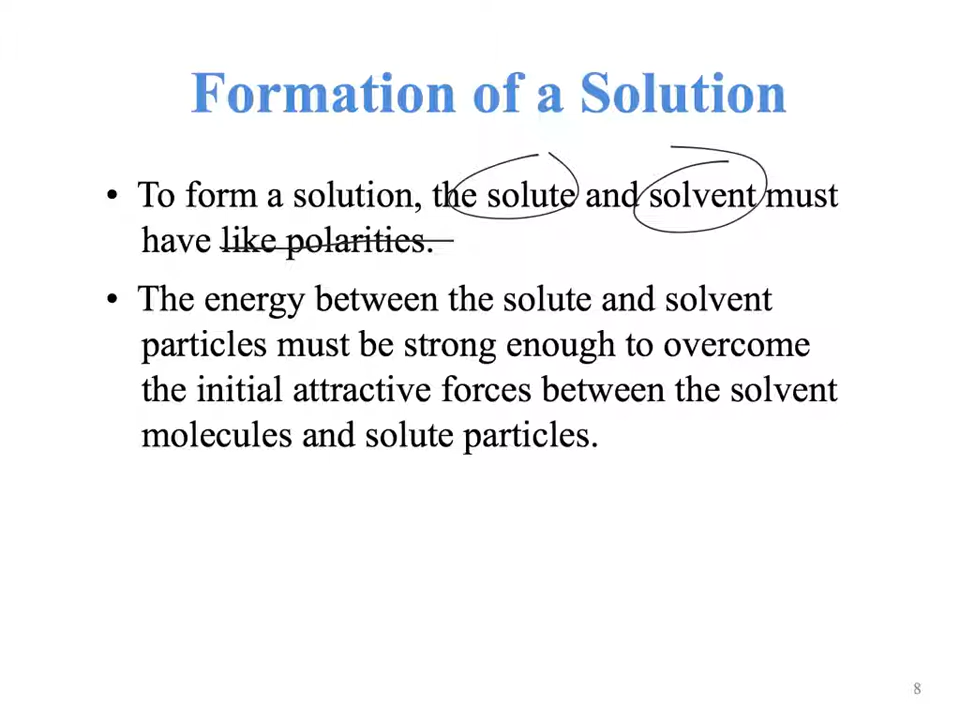 Formation of a Solution
• To form a solution, the solute and solvent must
have like polarities.
• The energy between the solute and solvent
particles must be strong enough to overcome
the initial attractive forces between the solvent
molecules and solute particles.
8